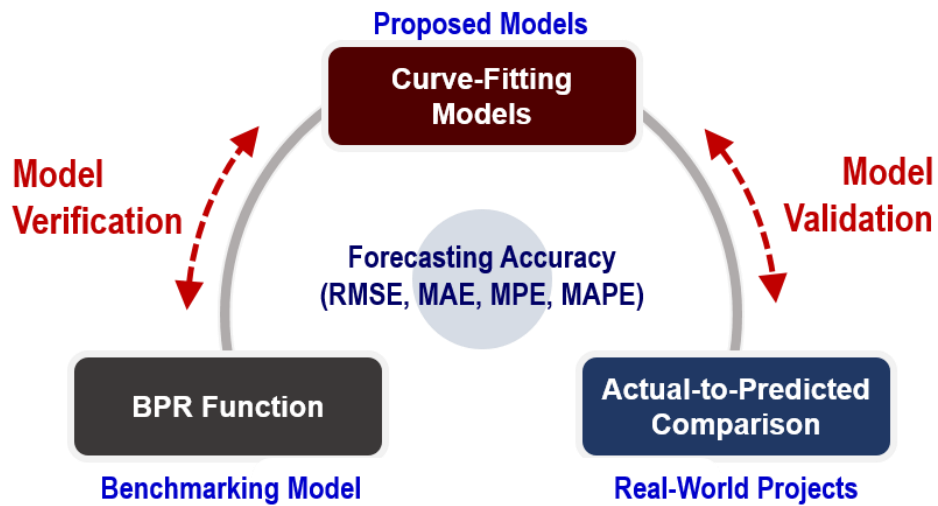 Proposed Models
Curve-Fitting
Models
Model
Verification
Model
Validation
Forecasting Accuracy
(RMSE, MAE, MPE, MAPE)
BPR Function
Benchmarking Model
Actual-to-Predicted
Comparison
Real-World Projects